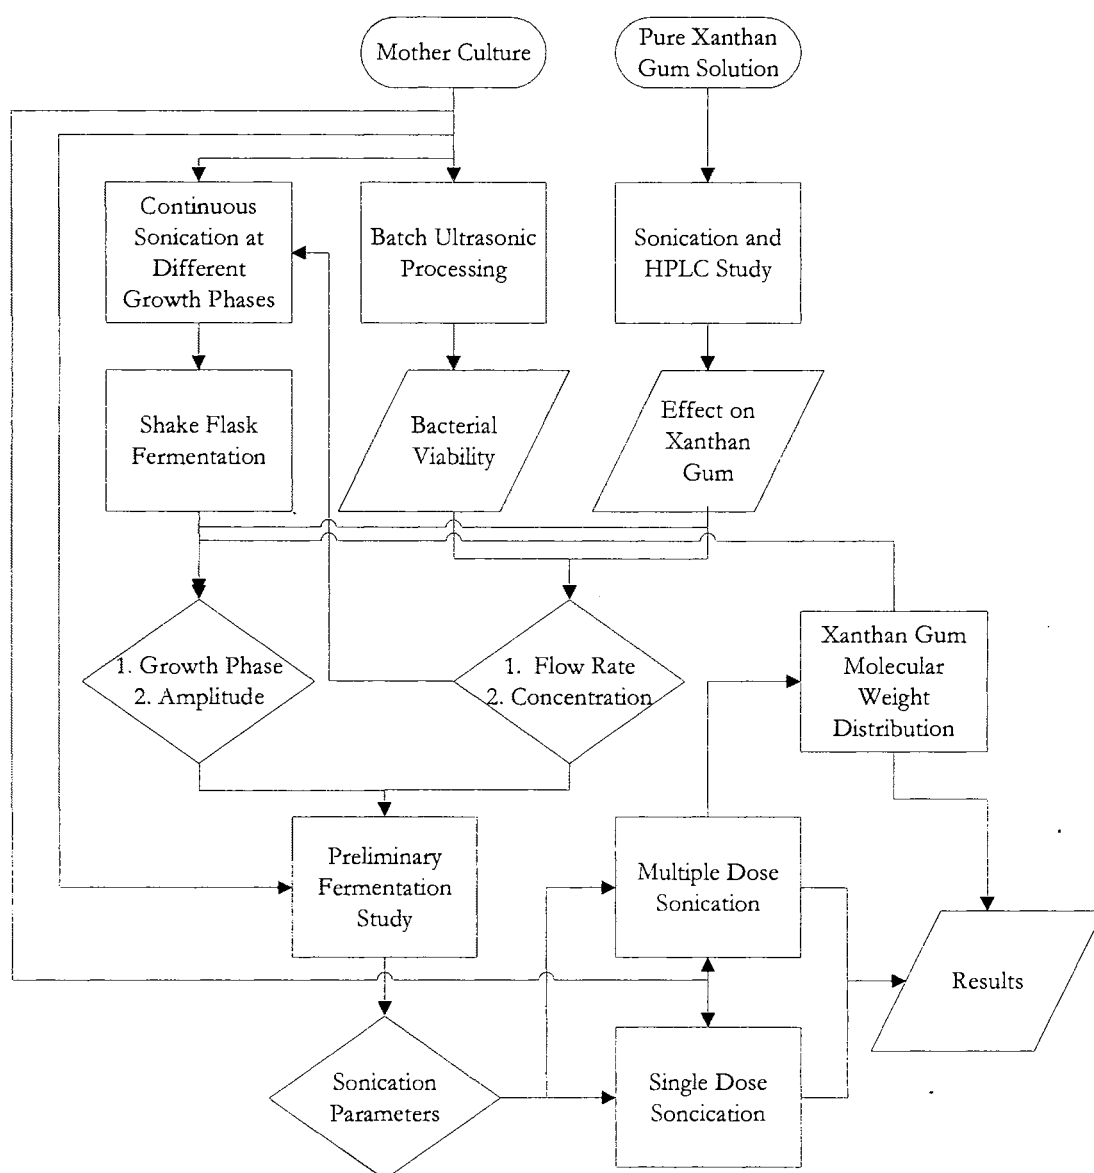 Mother Culture
Pure Xanthan
Gum Solution
Continuous
Sonication at
Different
Growth Phases
Batch Ultrasonic
Processing
Sonication and
HPLC Study
Shake Flask
Fermentation
Bacterial
Viability
Effect on
Xanthan
Gum
1. Growth Phase
2. Amplitude
1. Flow Rate
2. Concentration
Xanthan Gum
Molecular
Weight
Distribution
Preliminary
Fermentation
Study
Multiple Dose
Sonication
Results
Sonication
Parameters
Single Dose
Soncication